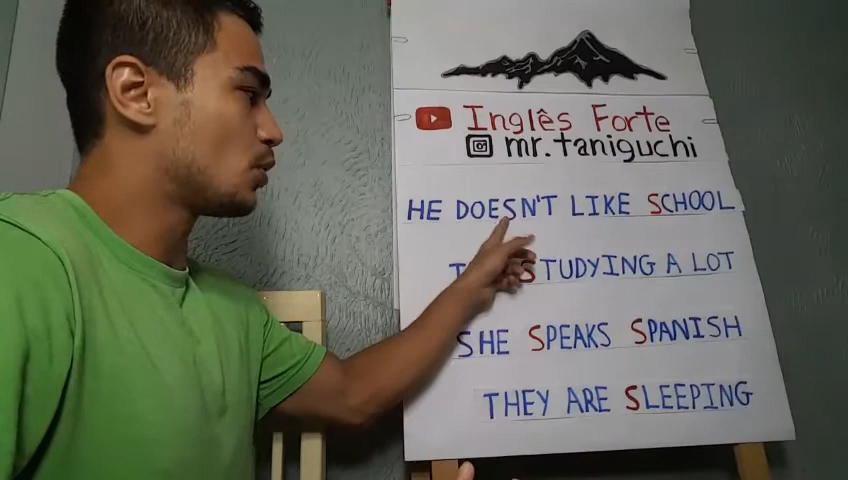 Inglês Forte
mr.taniguchi
HE DOESN'T LIKE SCHOOL
STUDYING A LOT
SHE SPEAKS SPANISH
THEY ARE SLEEPING